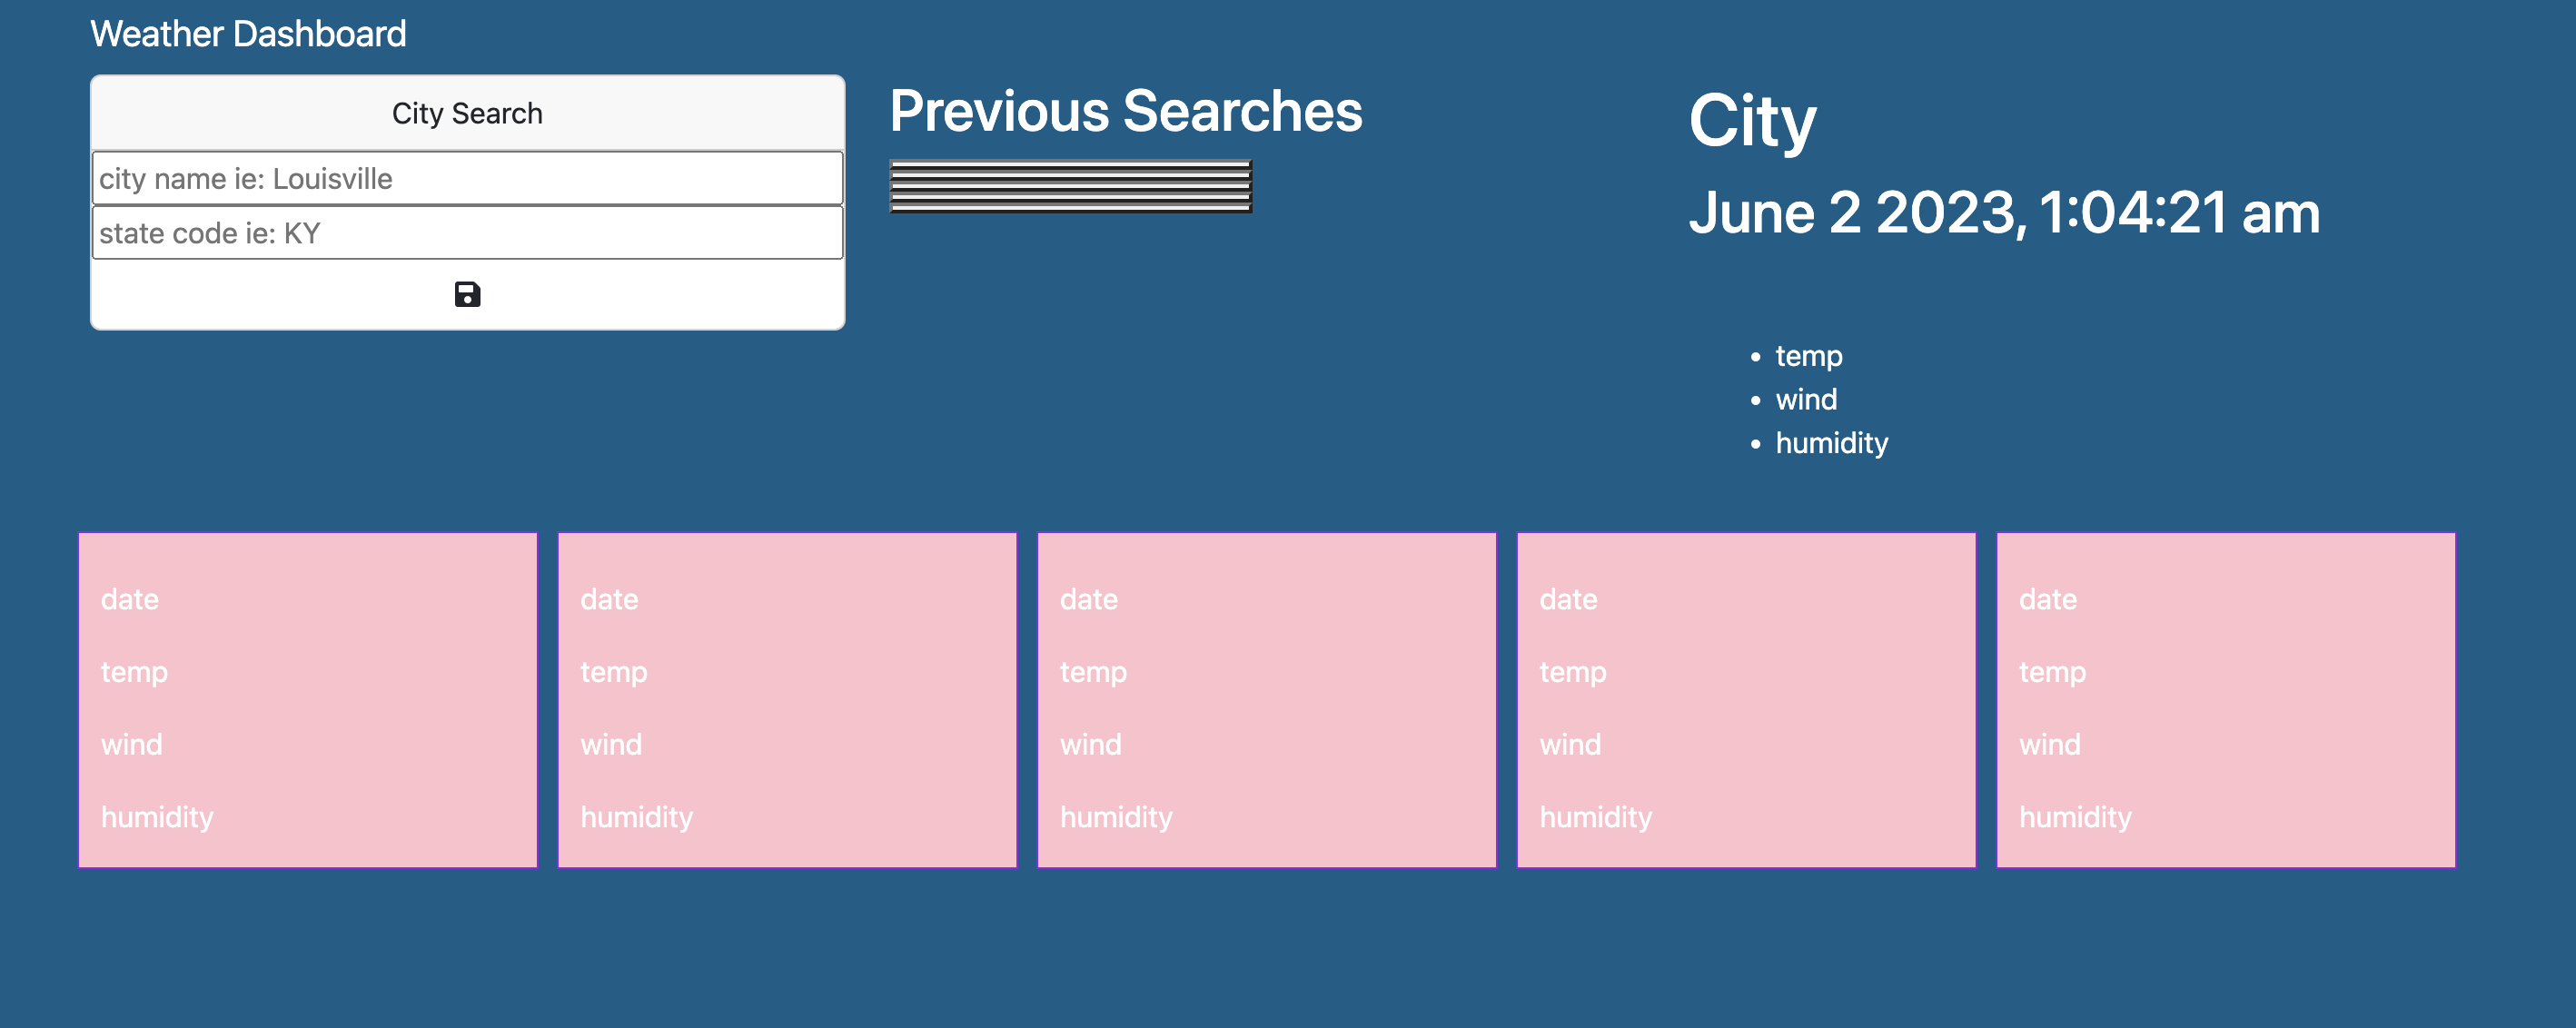 Weather Dashboard
City Search
city name ie: Louisville
state code ie: KY
Previous Searches
City
June 2 2023, 1:04:21 am
temp
wind
humidity
date
temp
wind
humidity
date
temp
wind
humidity
date
temp
wind
humidity
date
temp
wind
humidity
date
temp
wind
humidity